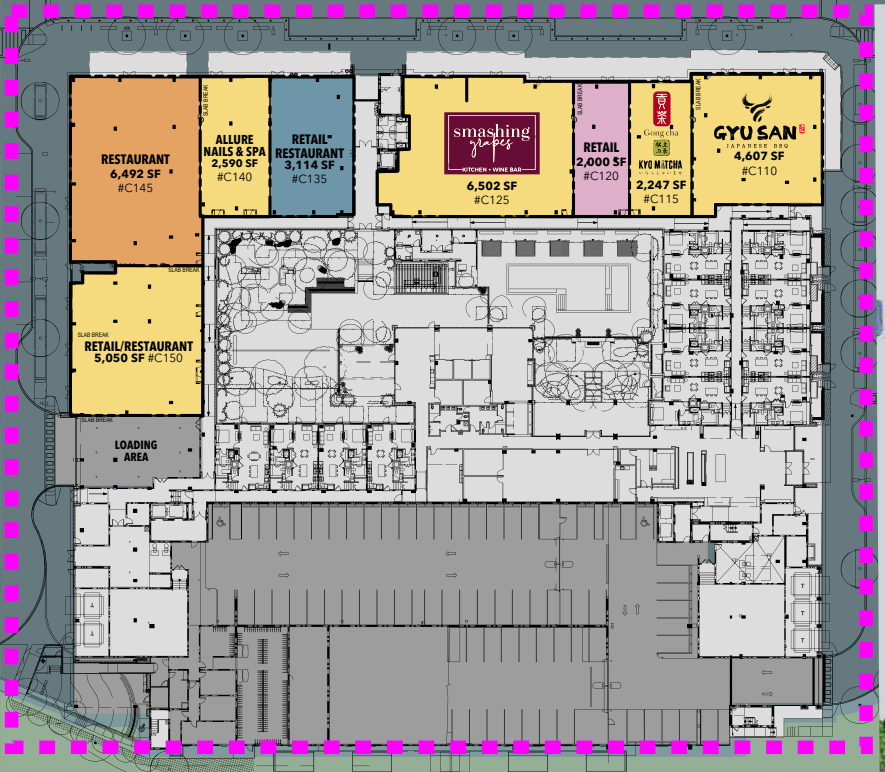 RESTAURANT
6,492 SF
#C145
SLAB BREAK
ALLURE
NAILS & SPA
2,590 SF
#C140
RETAIL-
RESTAURANT
3,114 SF
#C135
smashing
grapes
KITCHEN • WINE BAR
6,502 SF
#C125
SLAB BREAK
RETAIL
2,000 SF
#C120
貢茶
Gong cha
KYO MATCHA
2,247 SF
#C115
SLAB BREAK
GYU SAN
JAPANESE BBQ
4,607 SF
#C110
SLAB BREAK
SLAB BREAK
RETAIL/RESTAURANT
5,050 SF #C150
SLAB BREAK
LOADING
AREA